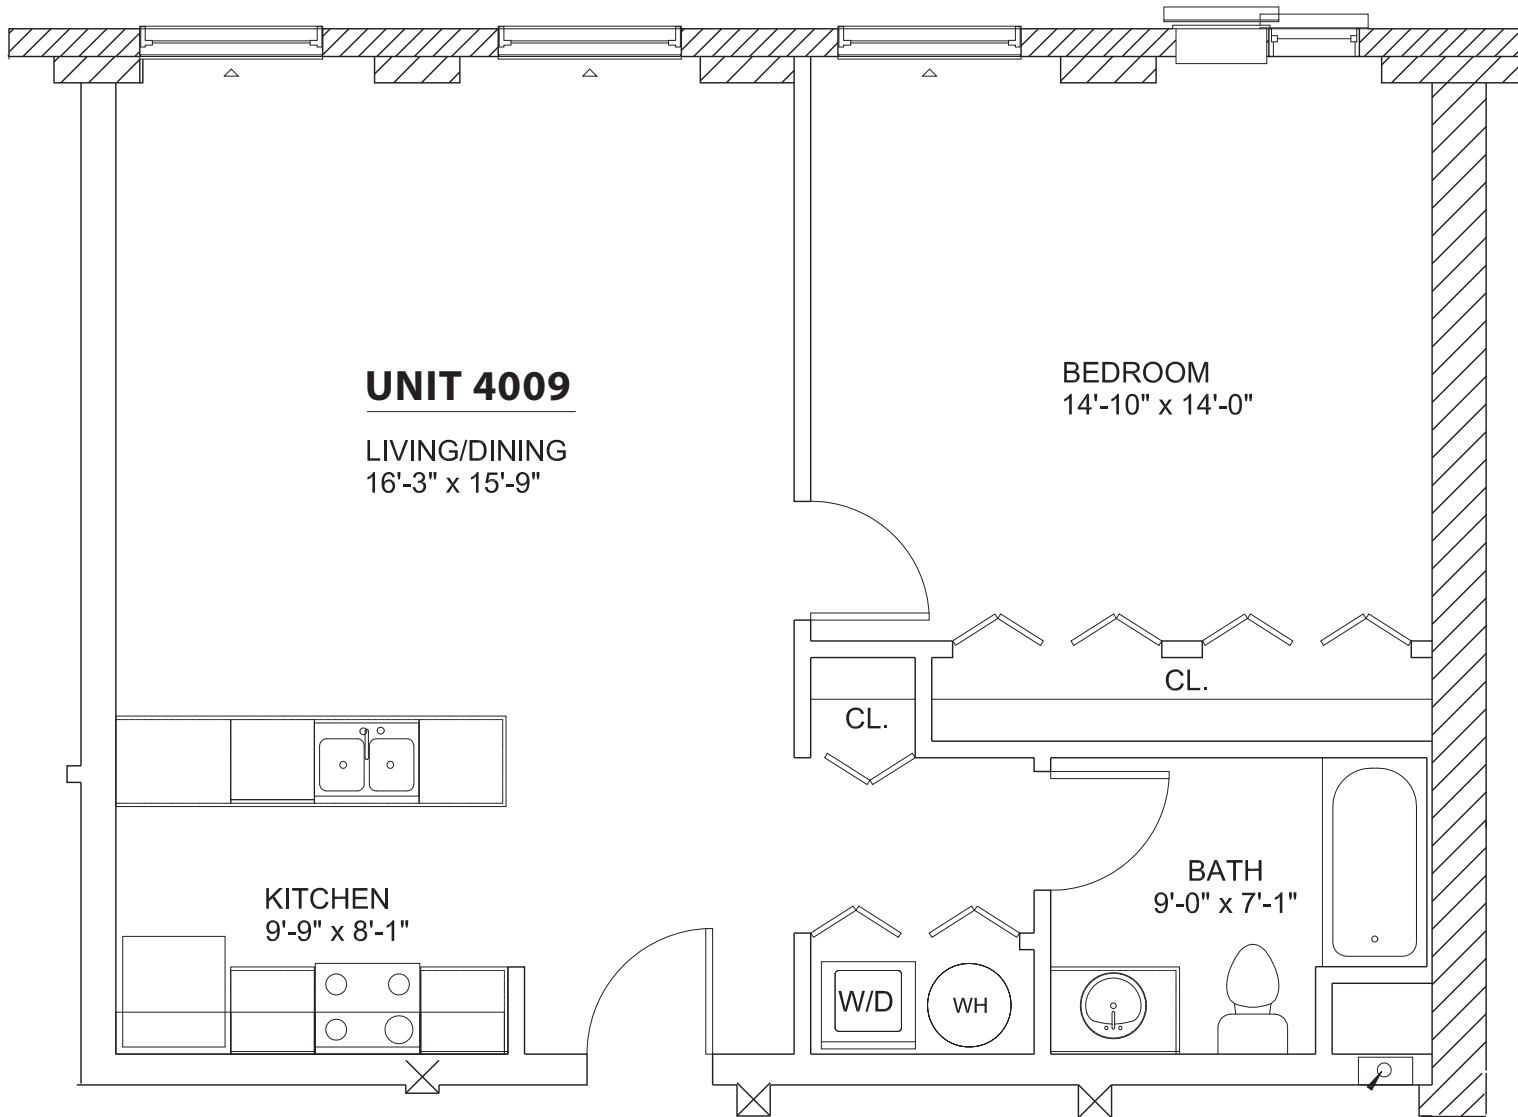 UNIT 4009
LIVING/DINING
16'-3" x 15'-9"
BEDROOM
14'-10" x 14'-0"
CL.
CL.
KITCHEN
9'-9" x 8'-1"
BATH
9'-0" x 7'-1"
W/D
WH